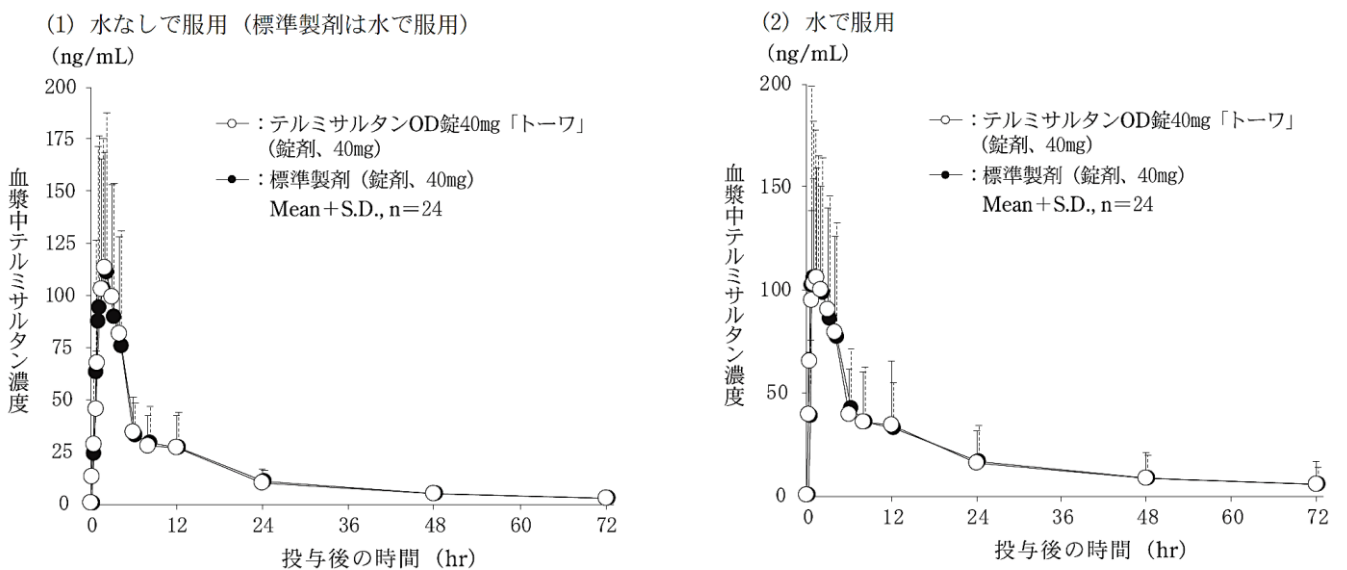 (1) 水なしで服用（標準製剤は水で服用）
(ng/mL)
200
175
150
125
100
75
50
25
0
血漿中テルミサルタン濃度
―○―：テルミサルタンOD錠40mg「トーワ」
(錠剤、40mg)
―●―：標準製剤（錠剤、40mg）
Mean＋S.D., n＝24
0 12 24 36 48 60 72
投与後の時間 (hr)
(2) 水で服用
(ng/mL)
200
150
100
50
0
血漿中テルミサルタン濃度
―○―：テルミサルタンOD錠40mg「トーワ」
(錠剤、40mg)
―●―：標準製剤（錠剤、40mg）
Mean＋S.D., n＝24
0 12 24 36 48 60 72
投与後の時間 (hr)